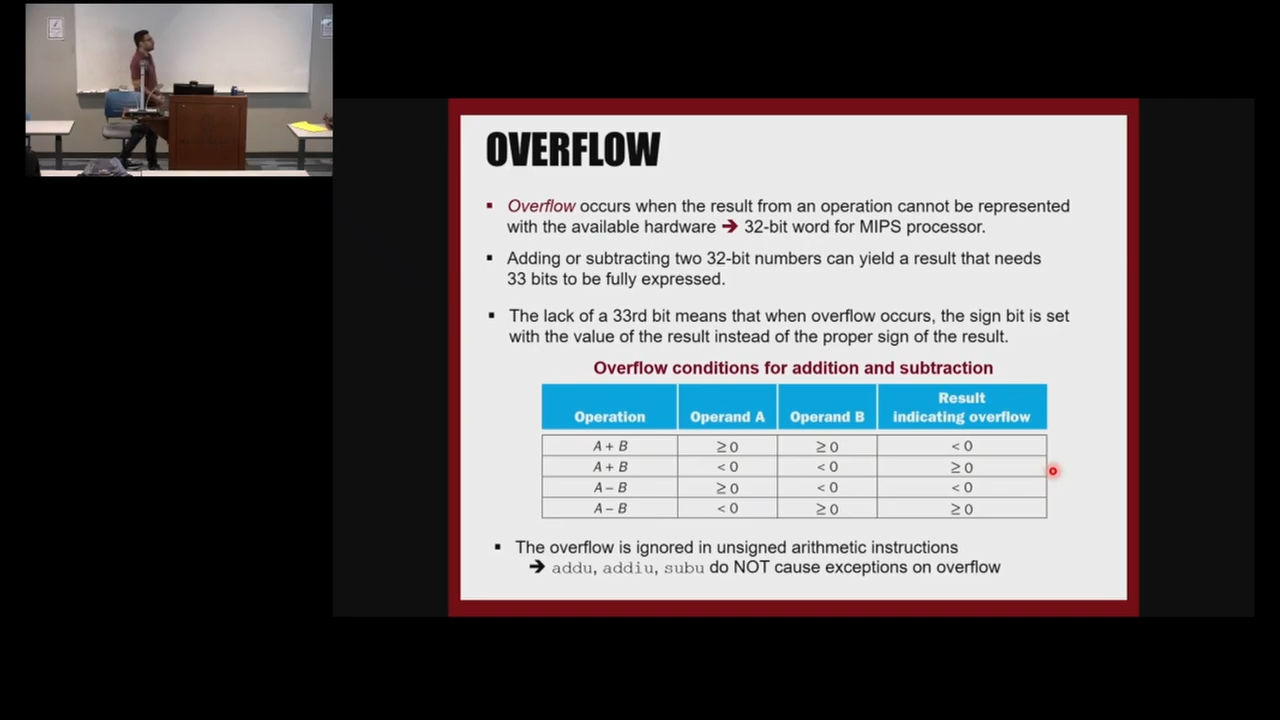 OVERFLOW
▪ Overflow occurs when the result from an operation cannot be represented
with the available hardware ➔ 32-bit word for MIPS processor.
▪ Adding or subtracting two 32-bit numbers can yield a result that needs
33 bits to be fully expressed.
▪ The lack of a 33rd bit means that when overflow occurs, the sign bit is set
with the value of the result instead of the proper sign of the result.
Overflow conditions for addition and subtraction
Operation Operand A Operand B Result indicating overflow
A + B ≥ 0 ≥ 0 < 0
A + B < 0 < 0 ≥ 0
A – B ≥ 0 < 0 < 0
A – B < 0 ≥ 0 ≥ 0
▪ The overflow is ignored in unsigned arithmetic instructions
➔ addu, addiu, subu do NOT cause exceptions on overflow